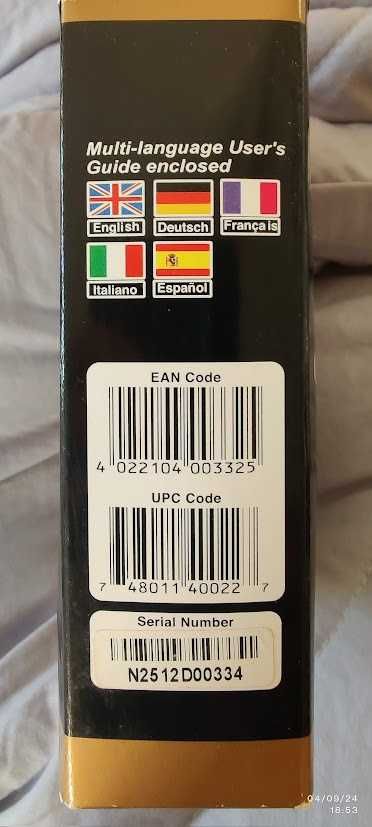 Multi-language User's
Guide enclosed
English Deutsch Français
Italiano Español
EAN Code
4 022104 003325
UPC Code
7 48011 40022 7
Serial Number
N2512D00334
04/09/24
18:53